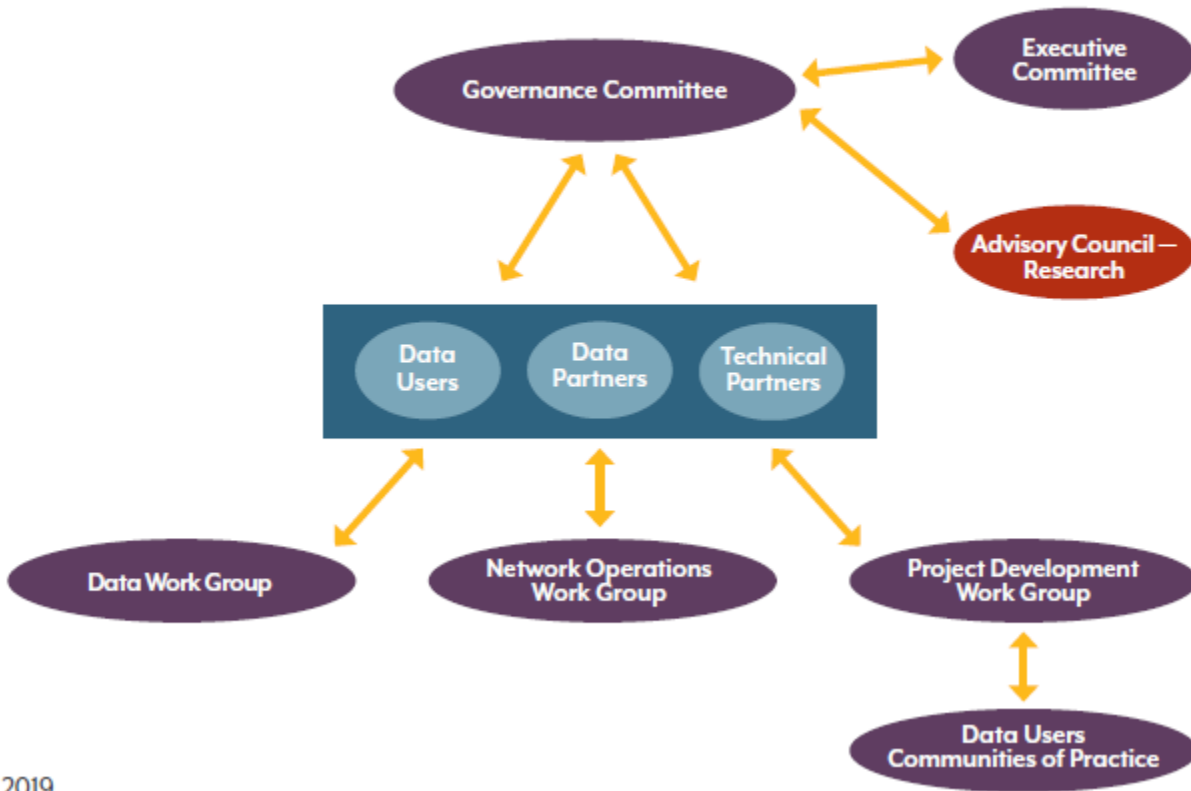 Executive
Committee
Governance Committee
Advisory Council—
Research
Data
Users
Data
Partners
Technical
Partners
Data Work Group
Network Operations
Work Group
Project Development
Work Group
Data Users
Communities of Practice
2019